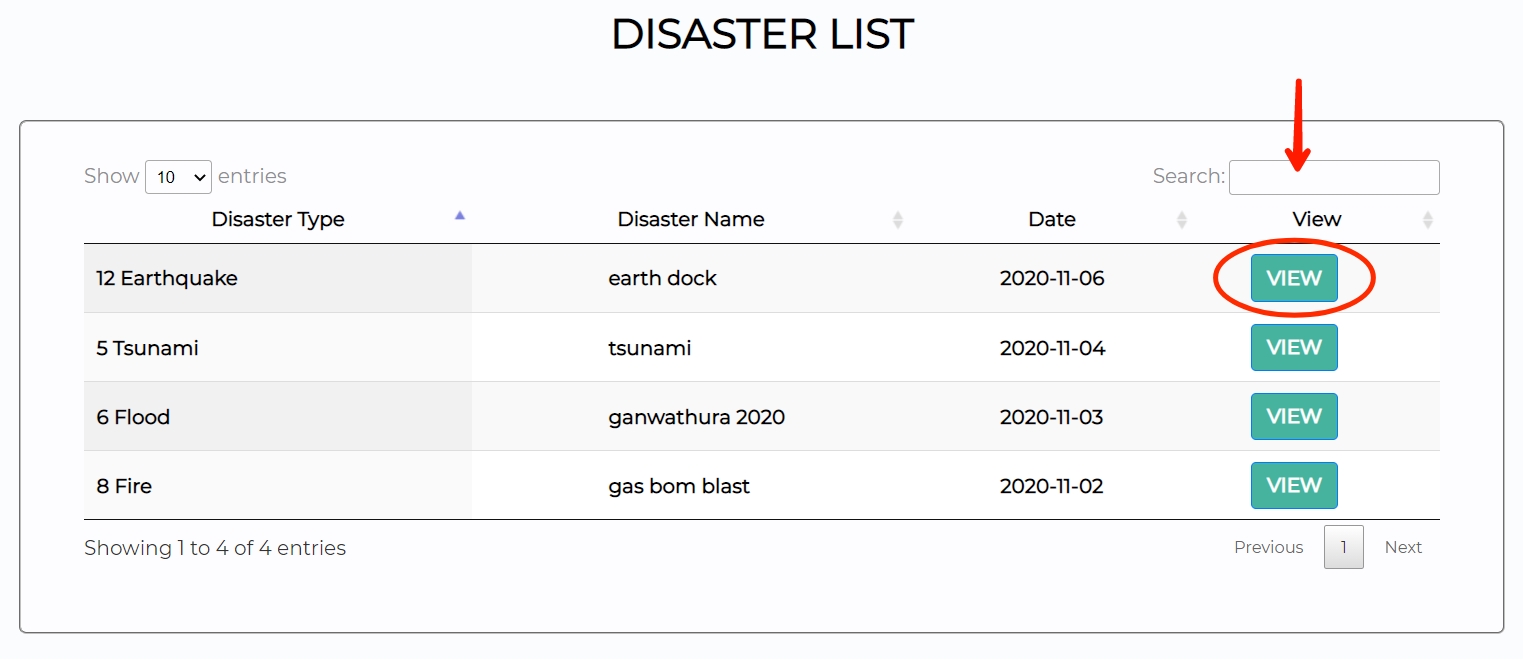 DISASTER LIST
Show 10 entries Search:
Disaster Type Disaster Name Date View
12 Earthquake earth dock 2020-11-06 VIEW
5 Tsunami tsunami 2020-11-04 VIEW
6 Flood ganwathura 2020 2020-11-03 VIEW
8 Fire gas bom blast 2020-11-02 VIEW
Showing 1 to 4 of 4 entries Previous 1 Next